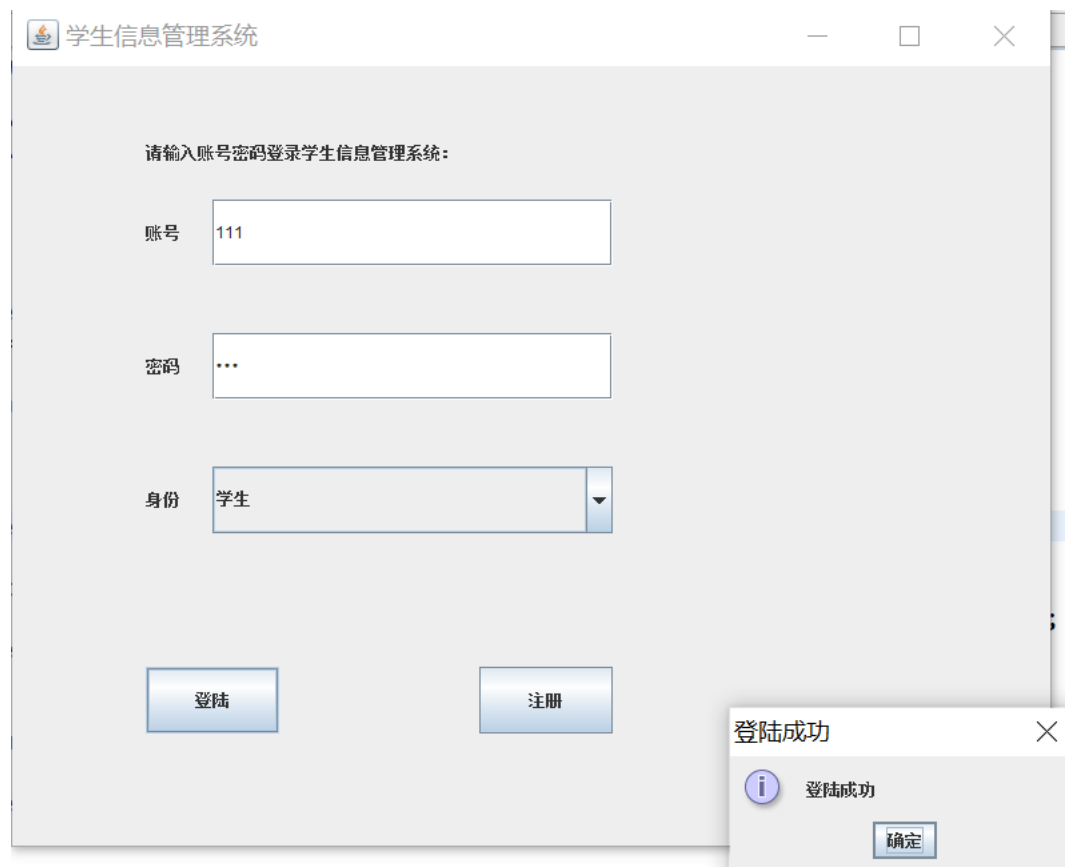 学生信息管理系统
请输入账号密码登录学生信息管理系统：
账号 111
密码 •••
身份 学生
登陆 注册
登陆成功
登陆成功
确定
;